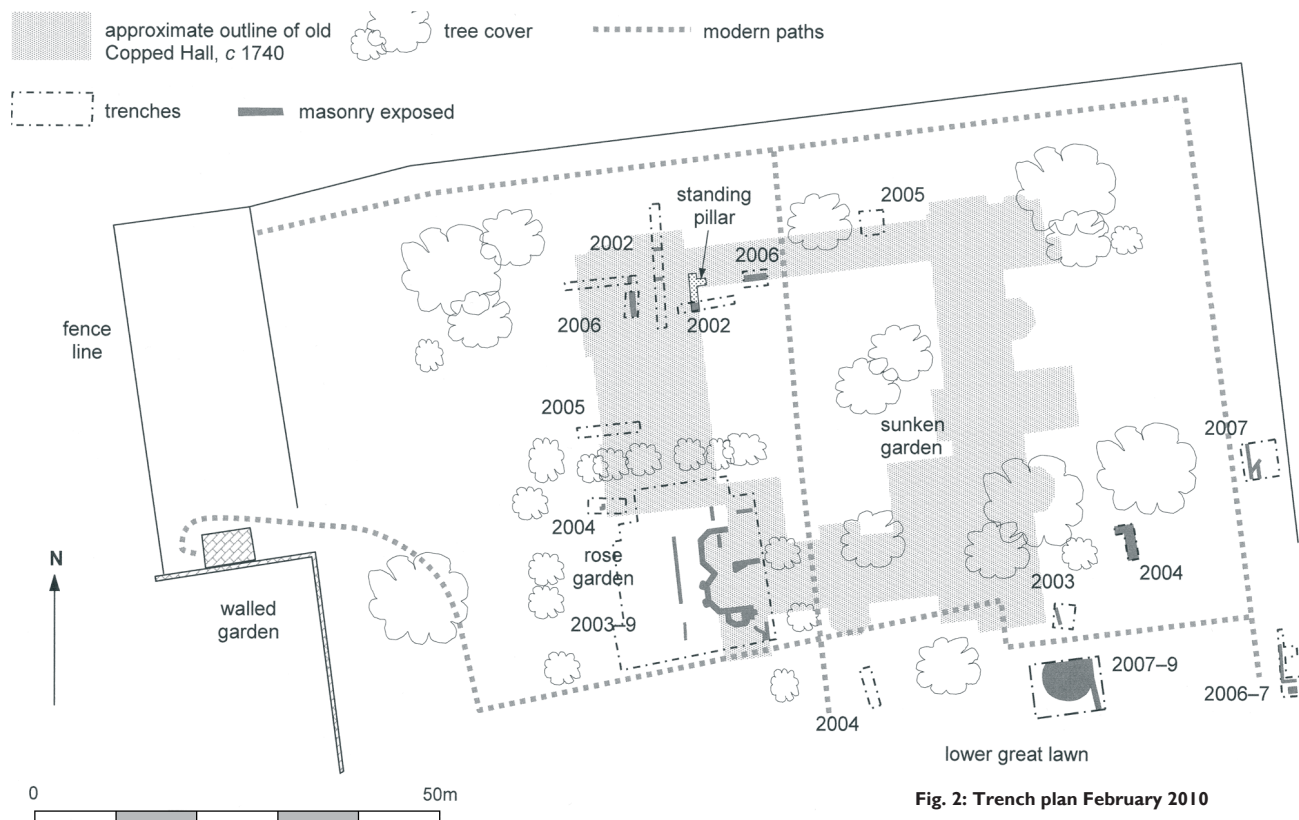 approximate outline of old
Copped Hall, c 1740
tree cover
modern paths
trenches
masonry exposed
standing
pillar
2005
2002
2006
fence
line
2006
2002
2005
sunken
garden
2007
2004
rose
garden
N
walled
garden
2003–9
2003
2004
2007–9
2006–7
2004
lower great lawn
0
50m
Fig. 2: Trench plan February 2010